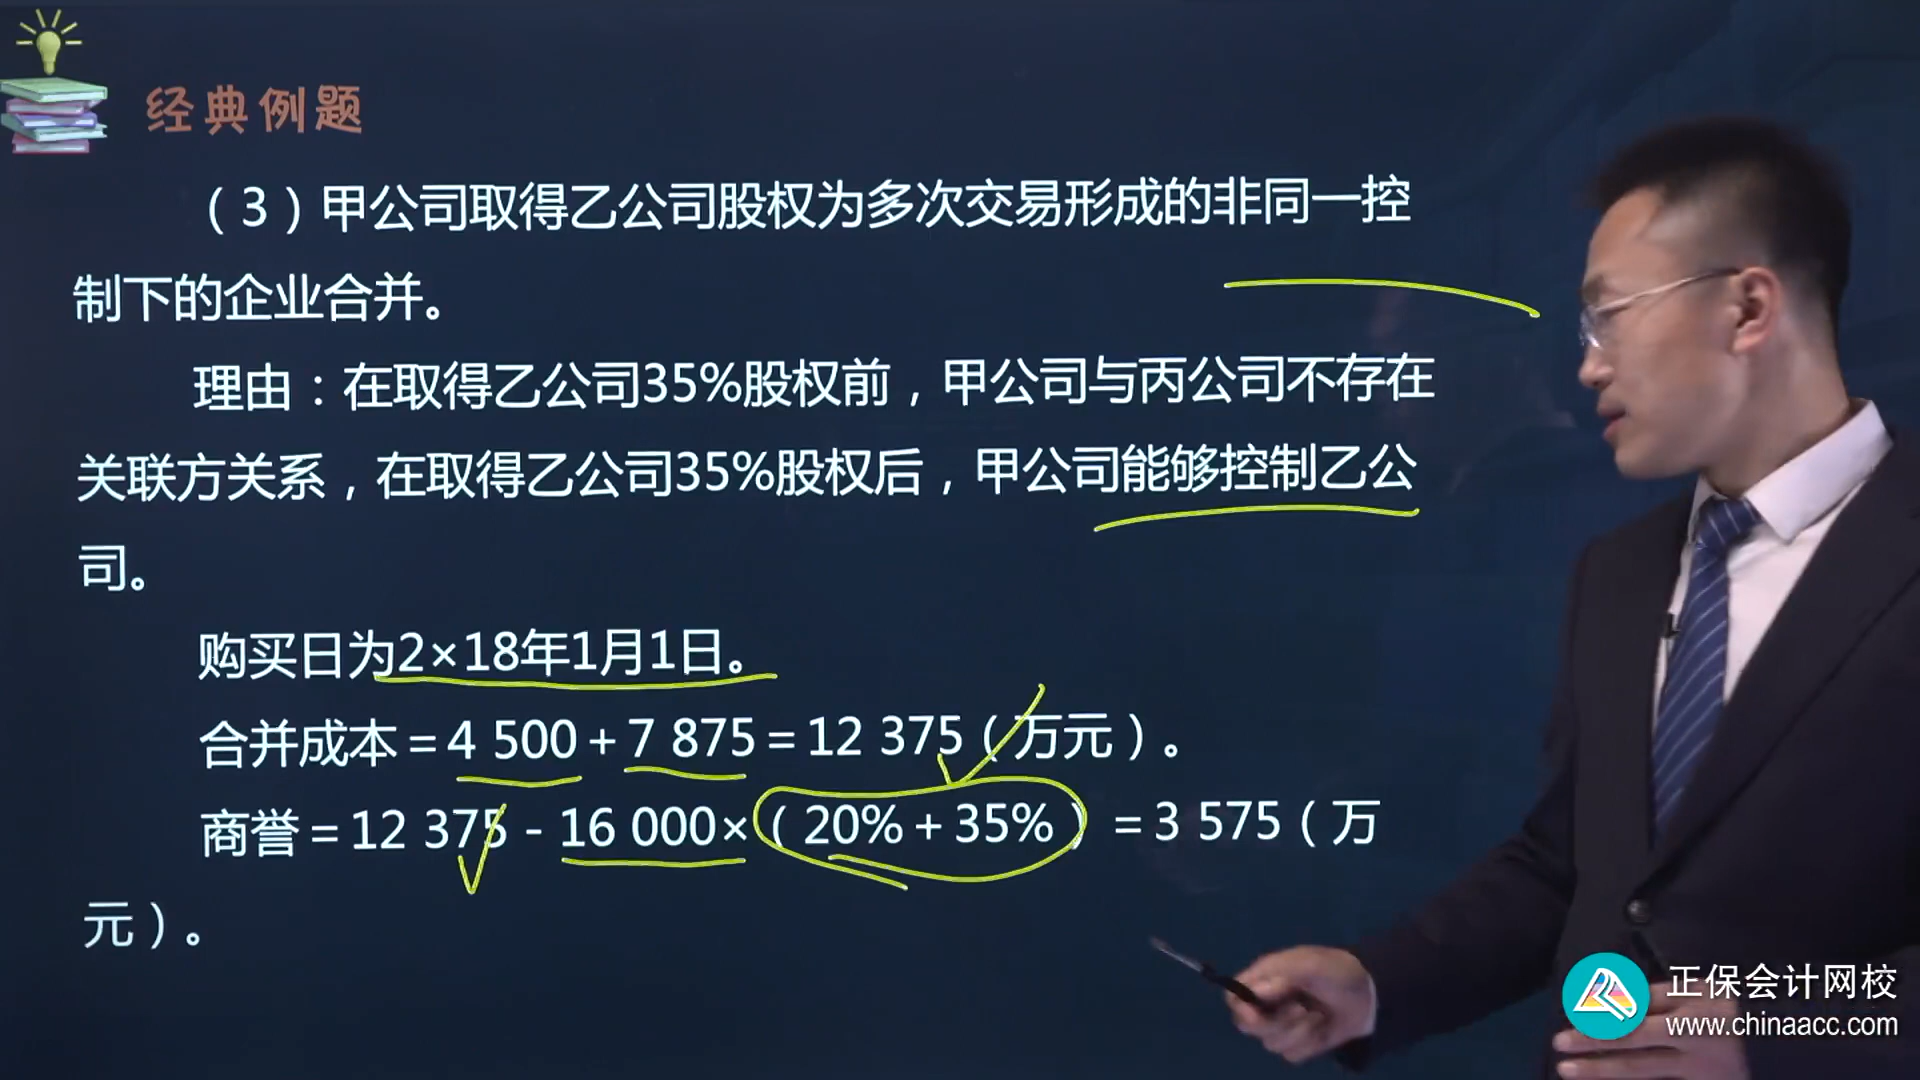 经典例题
（3）甲公司取得乙公司股权为多次交易形成的非同一控
制下的企业合并。
理由：在取得乙公司35%股权前，甲公司与丙公司不存在
关联方关系，在取得乙公司35%股权后，甲公司能够控制乙公
司。
购买日为2×18年1月1日。
合并成本＝4 500＋7 875＝12 375（万元）。
商誉＝12 375－16 000×（20%＋35%）＝3 575（万
元）。
正保会计网校
www.chinaacc.com